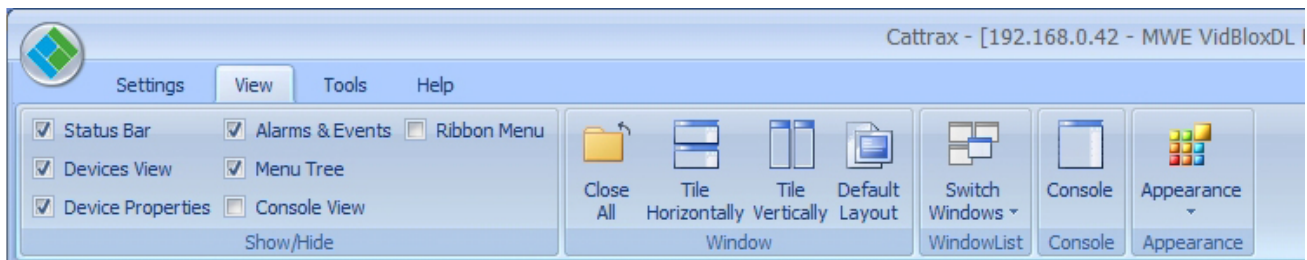 Cattrax - [192.168.0.42 - MWE VidBloxDL
Settings View Tools Help
Status Bar Alarms & Events Ribbon Menu
Devices View Menu Tree
Device Properties Console View
Show/Hide
Close All
Tile Horizontally
Tile Vertically
Default Layout
Window
Switch Windows
WindowList
Console
Console
Appearance
Appearance